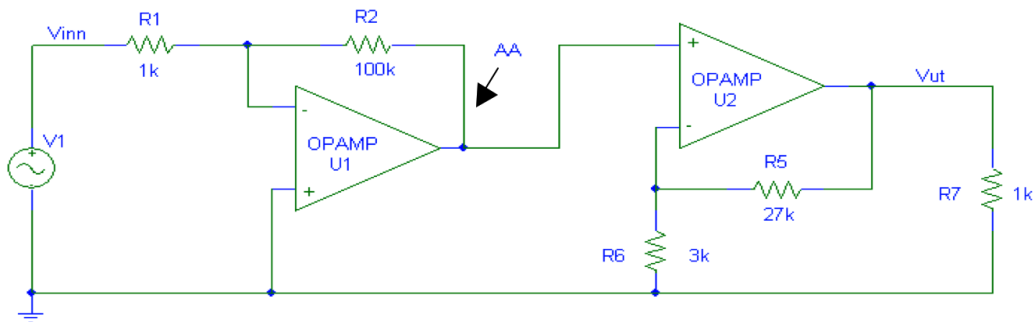 R1
R2
Vinn
1k
100k
AA
+
OPAMP
U2
-
Vut
V1
+
-
-
OPAMP
U1
+
R5
27k
R7
1k
R6
3k